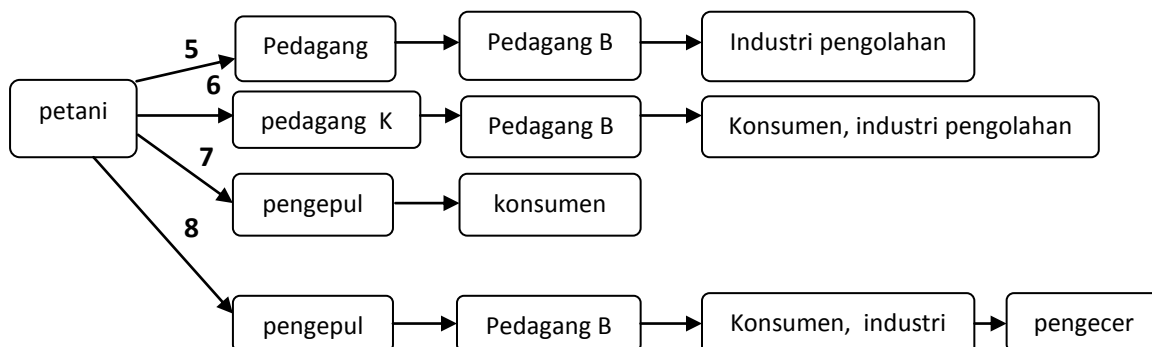 5
Pedagang
Pedagang B
Industri pengolahan
6
petani
pedagang K
Pedagang B
Konsumen, industri pengolahan
7
pengepul
konsumen
8
pengepul
Pedagang B
Konsumen, industri
pengecer